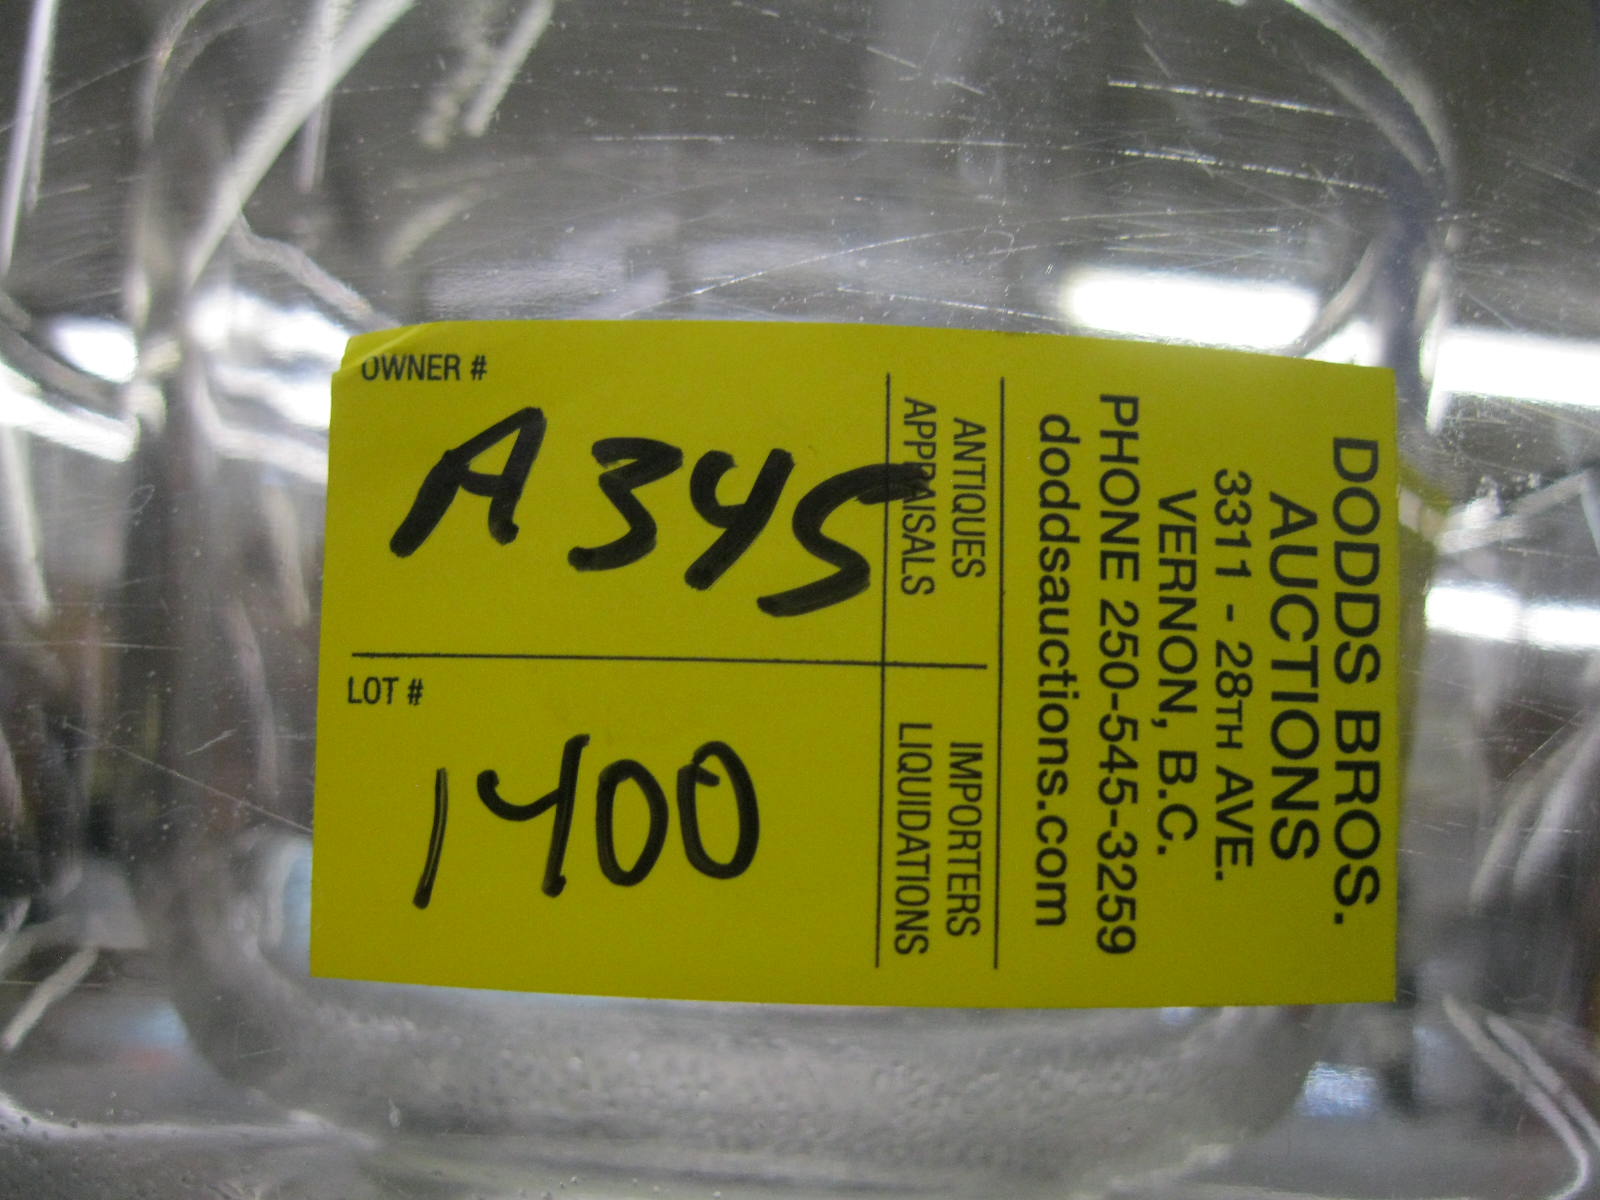 DODDS BROS.
AUCTIONS
3311 - 28TH AVE.
VERNON, B.C.
PHONE 250-545-3259
doddsauctions.com
ANTIQUES
APPRAISALS
IMPORTERS
LIQUIDATIONS
OWNER #
A345
LOT #
1400